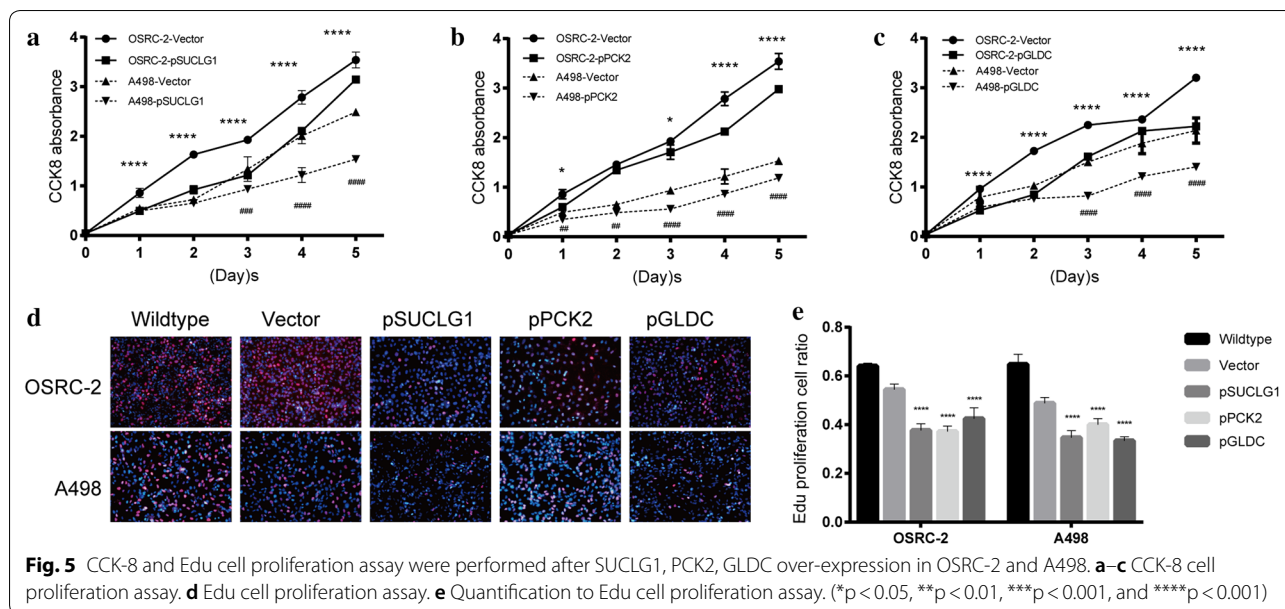 a
OSRC-2-Vector
OSRC-2-pSUCLG1
A498-Vector
A498-pSUCLG1
CCK8 absorbance
4
3
2
1
0
****
****
****
****
****
###
####
####
0 1 2 3 4 5
(Day)s
b
OSRC-2-Vector
OSRC-2-pPCK2
A498-Vector
A498-pPCK2
CCK8 absorbance
4
3
2
1
0
*
*
****
****
##
##
####
####
####
0 1 2 3 4 5
(Day)s
c
OSRC-2-Vector
OSRC-2-pGLDC
A498-Vector
A498-pGLDC
CCK8 absorbance
4
3
2
1
0
****
****
****
****
****
####
####
####
0 1 2 3 4 5
(Day)s
d
Wildtype Vector pSUCLG1 pPCK2 pGLDC
OSRC-2
A498
e
Edu proliferation cell ratio
0.8
0.6
0.4
0.2
0.0
**** **** **** **** **** ****
OSRC-2 A498
Wildtype
Vector
pSUCLG1
pPCK2
pGLDC
Fig. 5 CCK-8 and Edu cell proliferation assay were performed after SUCLG1, PCK2, GLDC over-expression in OSRC-2 and A498. a–c CCK-8 cell
proliferation assay. d Edu cell proliferation assay. e Quantification to Edu cell proliferation assay. (*p < 0.05, **p < 0.01, ***p < 0.001, and ****p < 0.001)